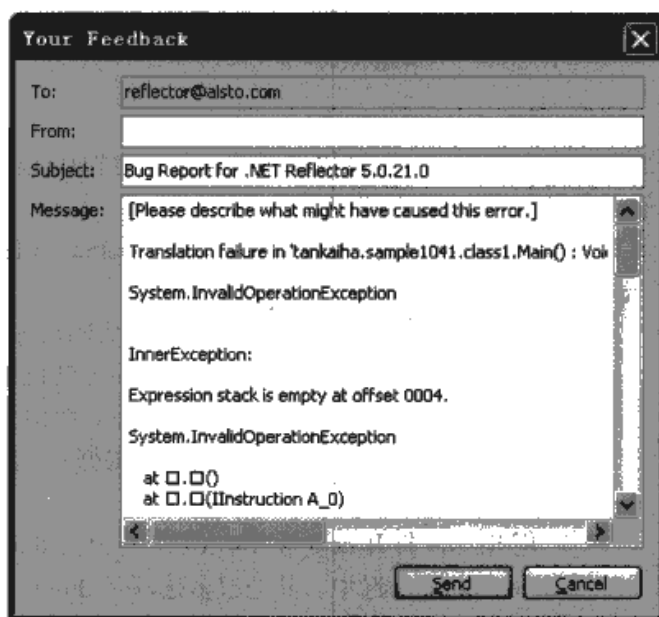 Your Feedback
To:
reflector@alsto.com
From:
Subject:
Bug Report for .NET Reflector 5.0.21.0
Message:
[Please describe what might have caused this error.]
Translation failure in 'tankaiha.sample1041.class1.Main() : Voi
System.InvalidOperationException
InnerException:
Expression stack is empty at offset 0004.
System.InvalidOperationException
at □.□()
at □.□(IInstruction A_0)
Send
Cancel